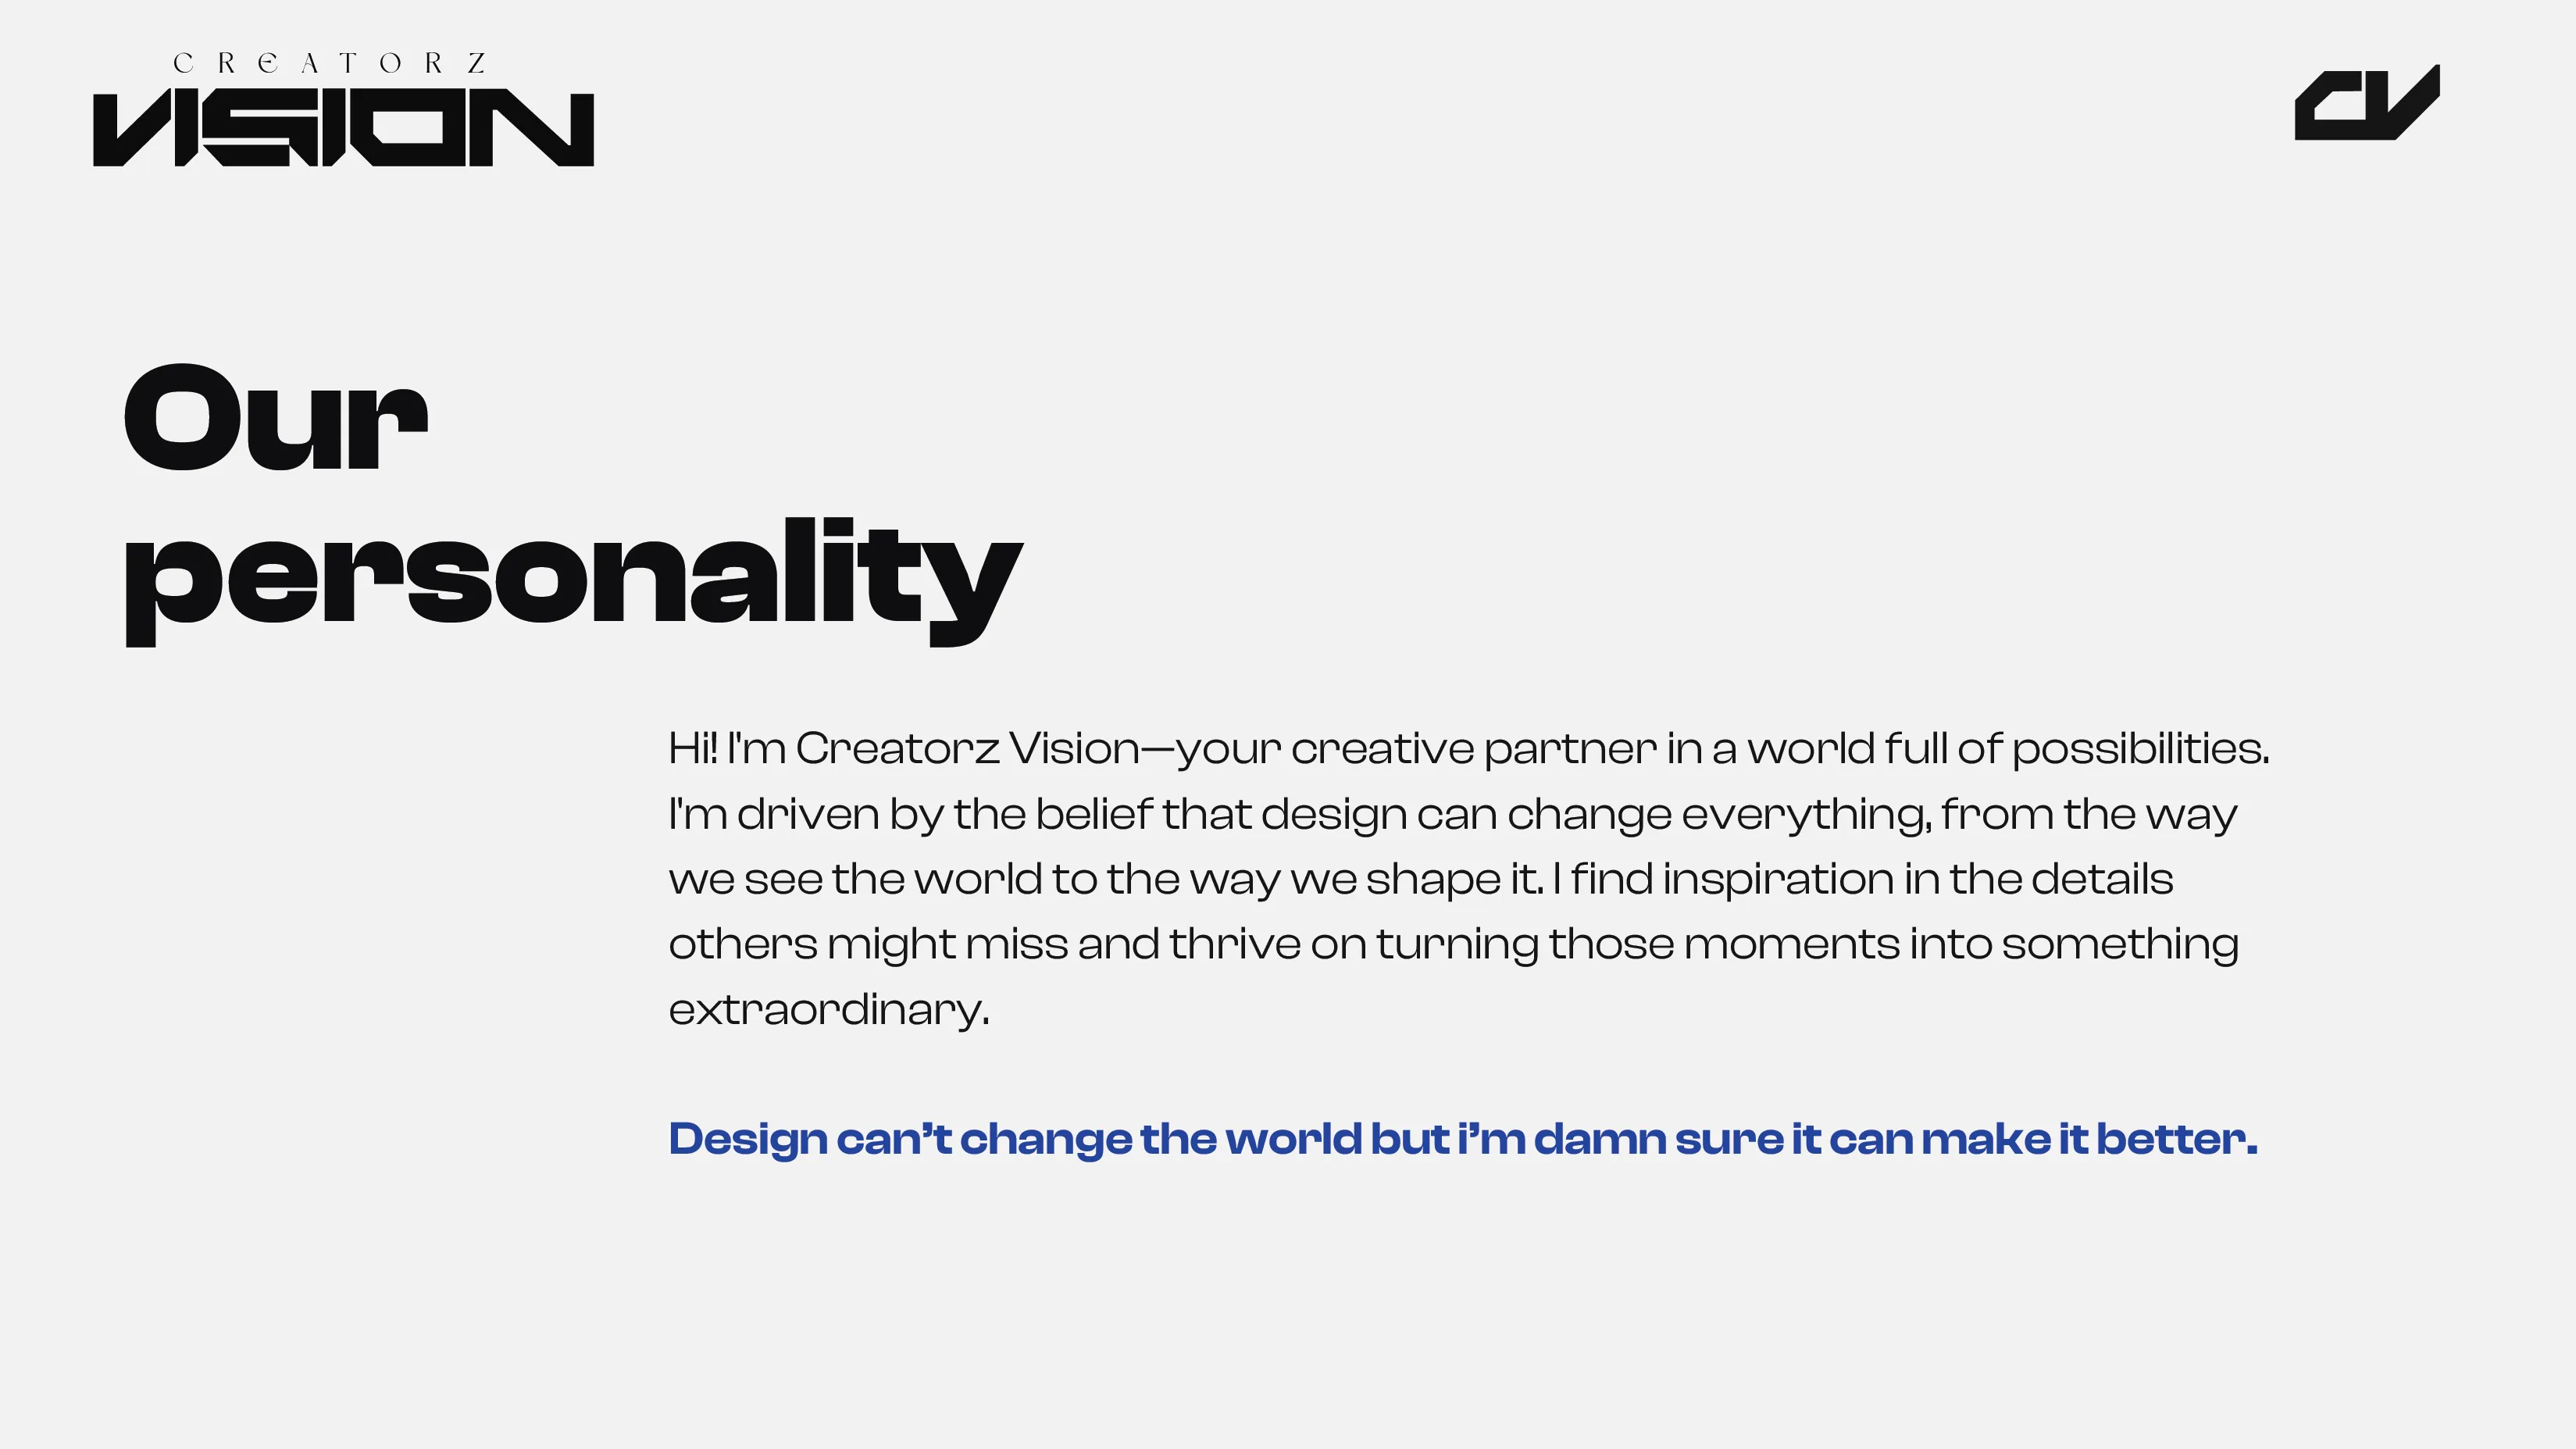 CREATORZ
VISION
CV
Our
personality
Hi! I'm Creatorz Vision—your creative partner in a world full of possibilities.
I'm driven by the belief that design can change everything, from the way
we see the world to the way we shape it. I find inspiration in the details
others might miss and thrive on turning those moments into something
extraordinary.
Design can’t change the world but i’m damn sure it can make it better.